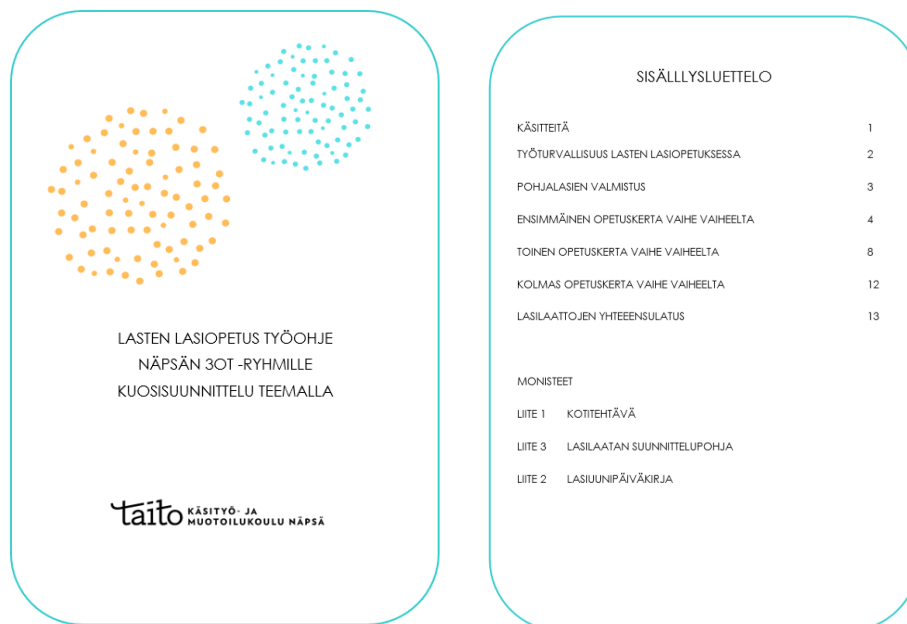 LASTEN LASIOPETUS TYÖOHJE
NÄPSÄN 3OT -RYHMILLE
KUOSISUUNNITTELU TEEMALLA
taito KÄSITYÖ- JA
MUOTOILUKOULU NÄPSÄ
SISÄLLLYSLUETTELO
KÄSITTEITÄ 1
TYÖTURVALLISUUS LASTEN LASIOPETUKSESSA 2
POHJALASIEN VALMISTUS 3
ENSIMMÄINEN OPETUSKERTA VAIHE VAIHEELTA 4
TOINEN OPETUSKERTA VAIHE VAIHEELTA 8
KOLMAS OPETUSKERTA VAIHE VAIHEELTA 12
LASILAATTOJEN YHTEEENSULATUS 13
MONISTEET
LIITE 1 KOTITEHTÄVÄ
LIITE 3 LASILAATAN SUUNNITTELUPOHJA
LIITE 2 LASIUUNIPÄIVÄKIRJA